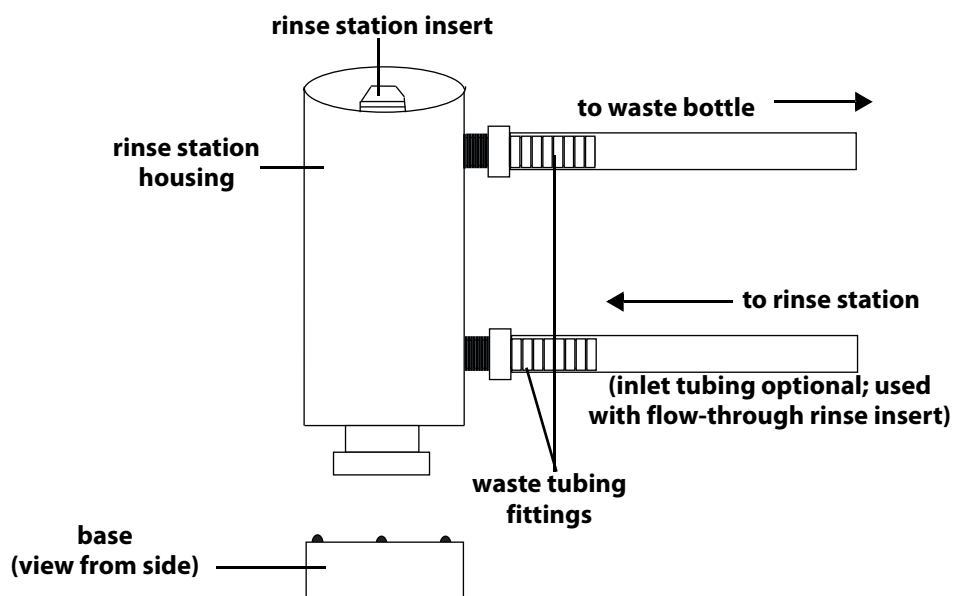 rinse station insert
to waste bottle
rinse station
housing
to rinse station
(inlet tubing optional; used
with flow-through rinse insert)
waste tubing
fittings
base
(view from side)